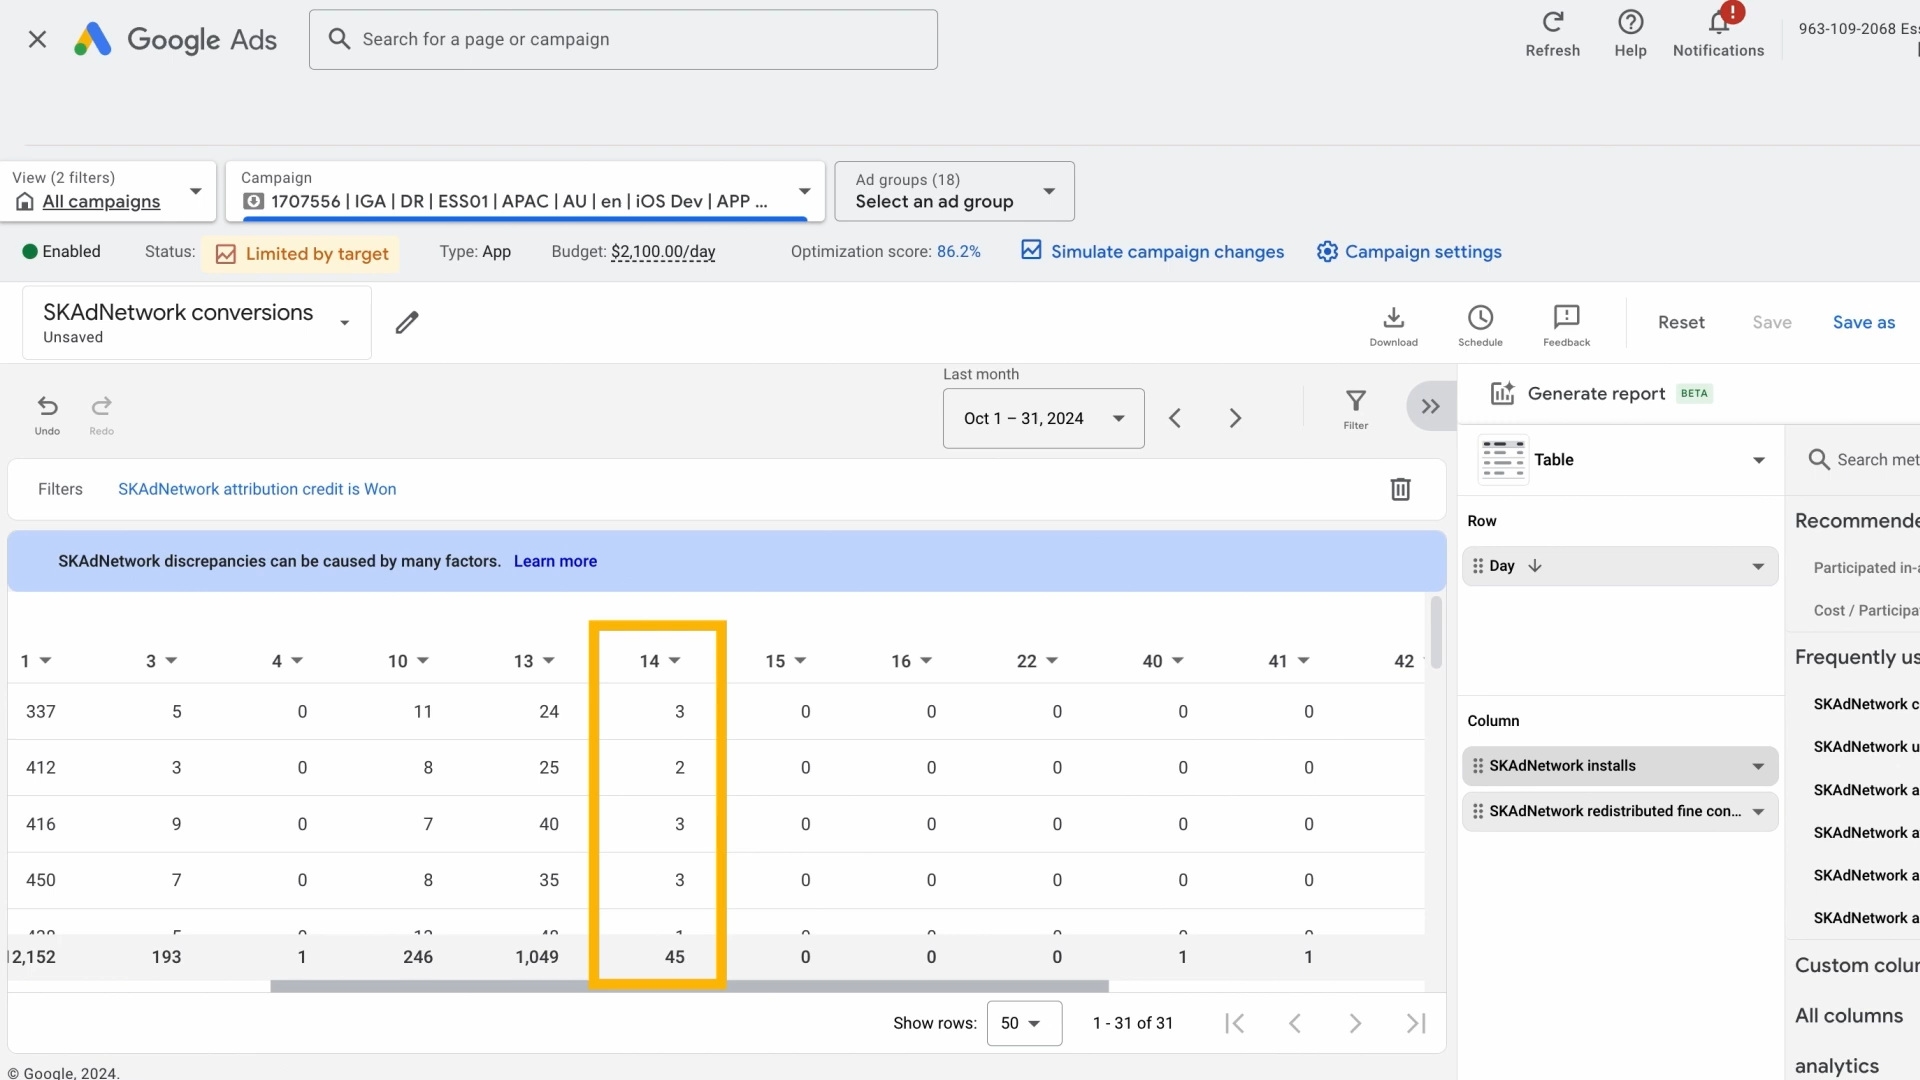 Google Ads
Search for a page or campaign
Refresh
Help
!
Notifications
963-109-2068
View (2 filters)
All campaigns
Campaign
1707556 | IGA | DR | ESS01 | APAC | AU | en | iOS Dev | APP ...
Ad groups (18)
Select an ad group
Enabled
Status:
Limited by target
Type: App
Budget: $2,100.00/day
Optimization score: 86.2%
Simulate campaign changes
Campaign settings
SKAdNetwork conversions
Unsaved
Download
Schedule
Feedback
Reset
Save
Save as
Undo
Redo
Last month
Oct 1 – 31, 2024
Filter
Generate report BETA
Filters
SKAdNetwork attribution credit is Won
SKAdNetwork discrepancies can be caused by many factors. Learn more
1 3 4 10 13 14 15 16 22 40 41 42
337 5 0 11 24 3 0 0 0 0 0
412 3 0 8 25 2 0 0 0 0 0
416 9 0 7 40 3 0 0 0 0 0
450 7 0 8 35 3 0 0 0 0 0
12,152 193 1 246 1,049 45 0 0 0 1 1
Show rows: 50
1 - 31 of 31
© Google, 2024.
Table
Row
Day
Column
SKAdNetwork installs
SKAdNetwork redistributed fine con...
Search
Recommende
Participated
Cost / Participa
Frequently us
SKAdNetwork c
SKAdNetwork u
SKAdNetwork a
SKAdNetwork a
SKAdNetwork a
SKAdNetwork a
Custom colu
All columns
analytics